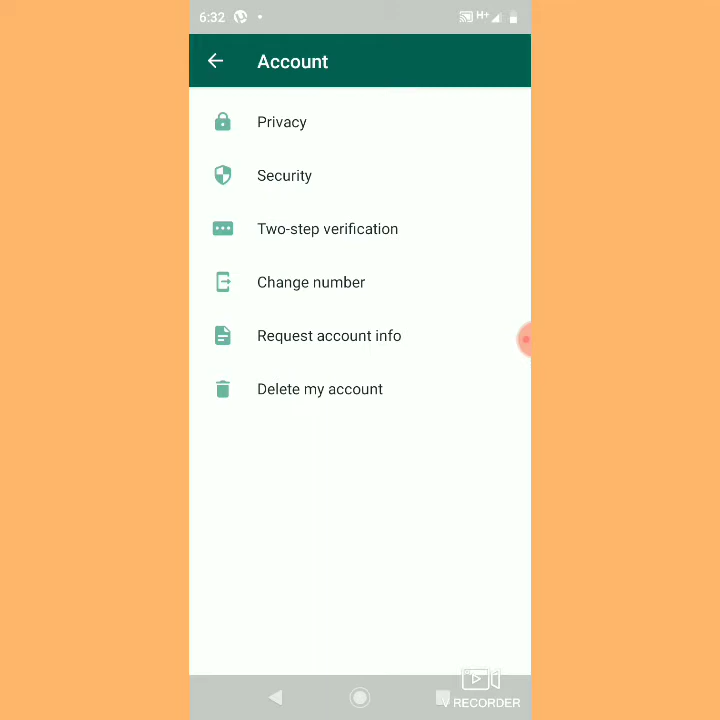 6:32 H+
Account
Privacy
Security
Two-step verification
Change number
Request account info
Delete my account
V RECORDER